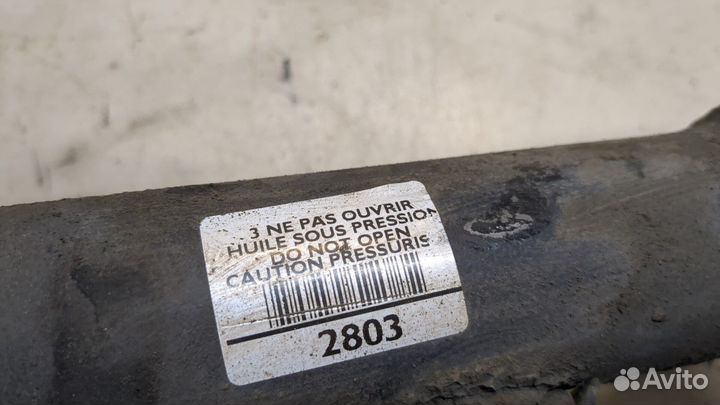 3 NE PAS OUVRIR
HUILE SOUS PRESSION
DO NOT OPEN
CAUTION PRESSURIS
2803
Avito